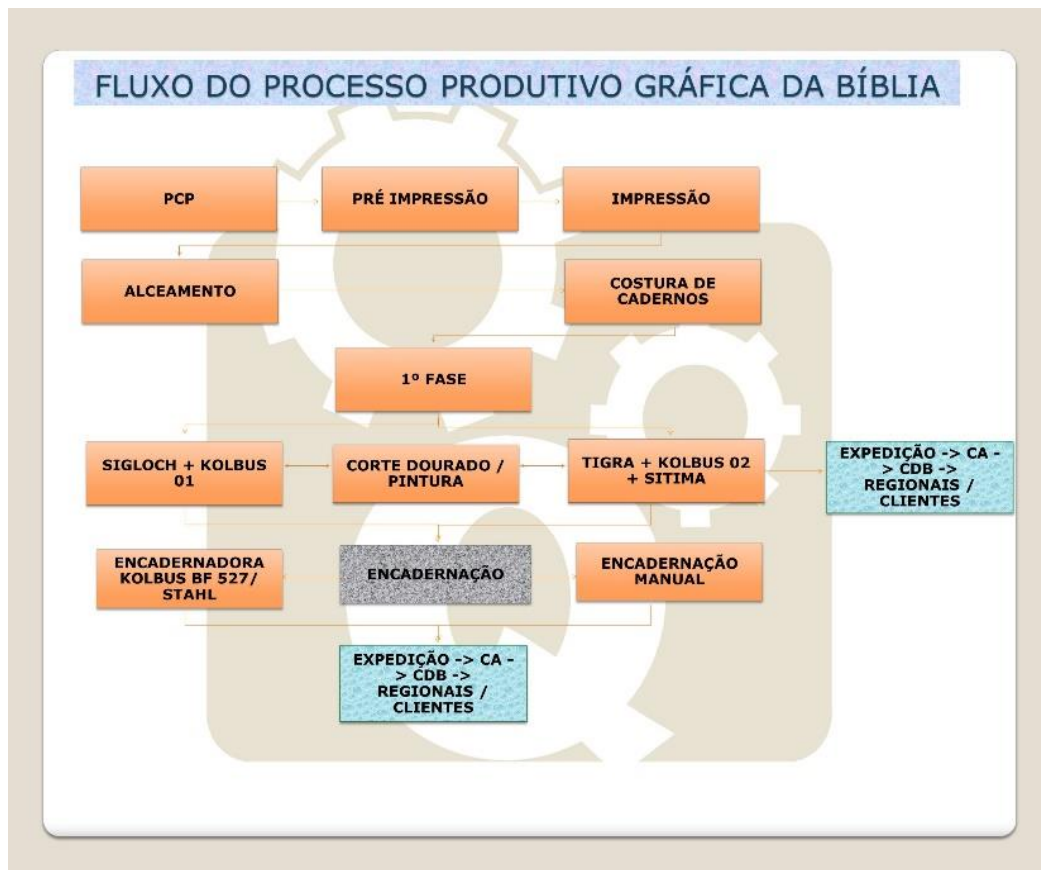 FLUXO DO PROCESSO PRODUTIVO GRÁFICA DA BÍBLIA
PCP
PRÉ IMPRESSÃO
IMPRESSÃO
ALCEAMENTO
COSTURA DE
CADERNOS
1º FASE
SIGLOCH + KOLBUS
01
CORTE DOURADO /
PINTURA
TIGRA + KOLBUS 02
+ SITIMA
EXPEDIÇÃO -> CA -
> CDB ->
REGIONAIS /
CLIENTES
ENCADERNADORA
KOLBUS BF 527/
STAHL
ENCADERNAÇÃO
ENCADERNAÇÃO
MANUAL
EXPEDIÇÃO -> CA -
> CDB ->
REGIONAIS /
CLIENTES